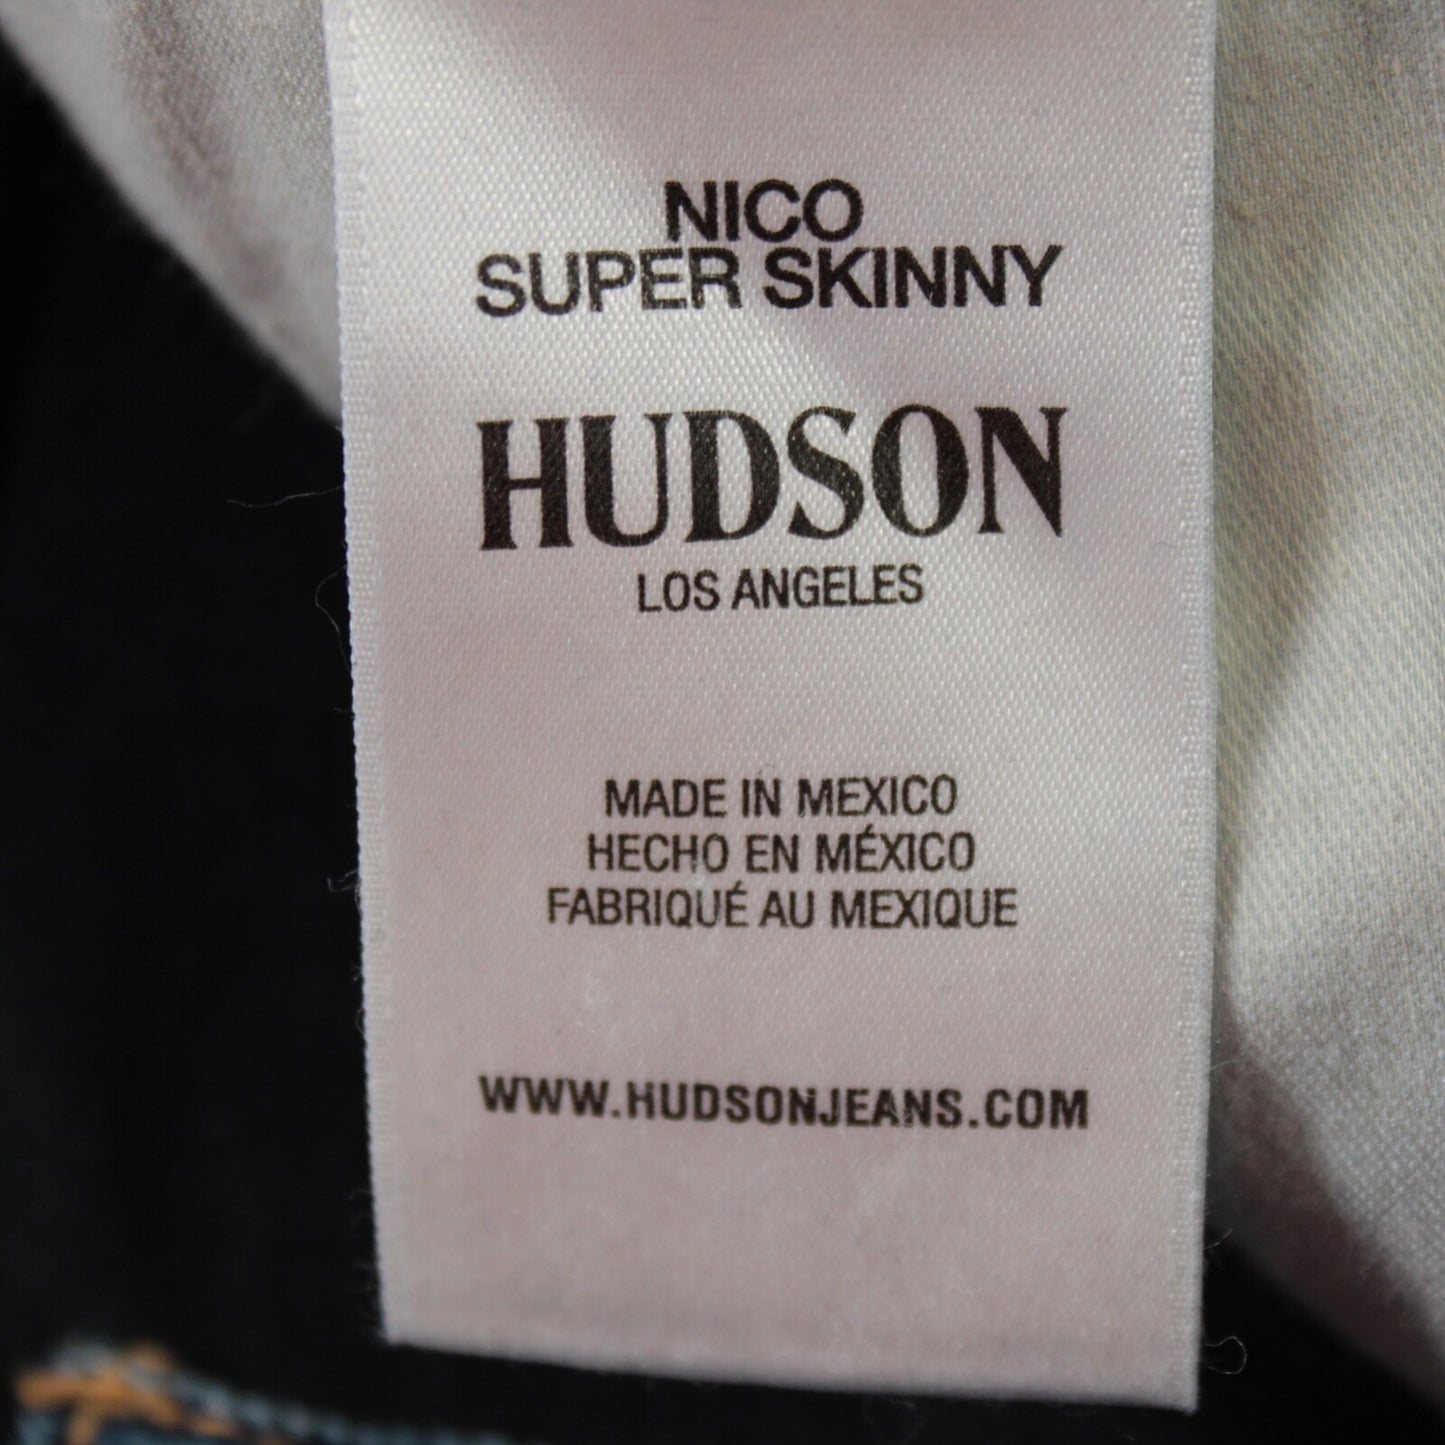 NICO
SUPER SKINNY
HUDSON
LOS ANGELES
MADE IN MEXICO
HECHO EN MÉXICO
FABRIQUÉ AU MEXIQUE
WWW.HUDSONJEANS.COM